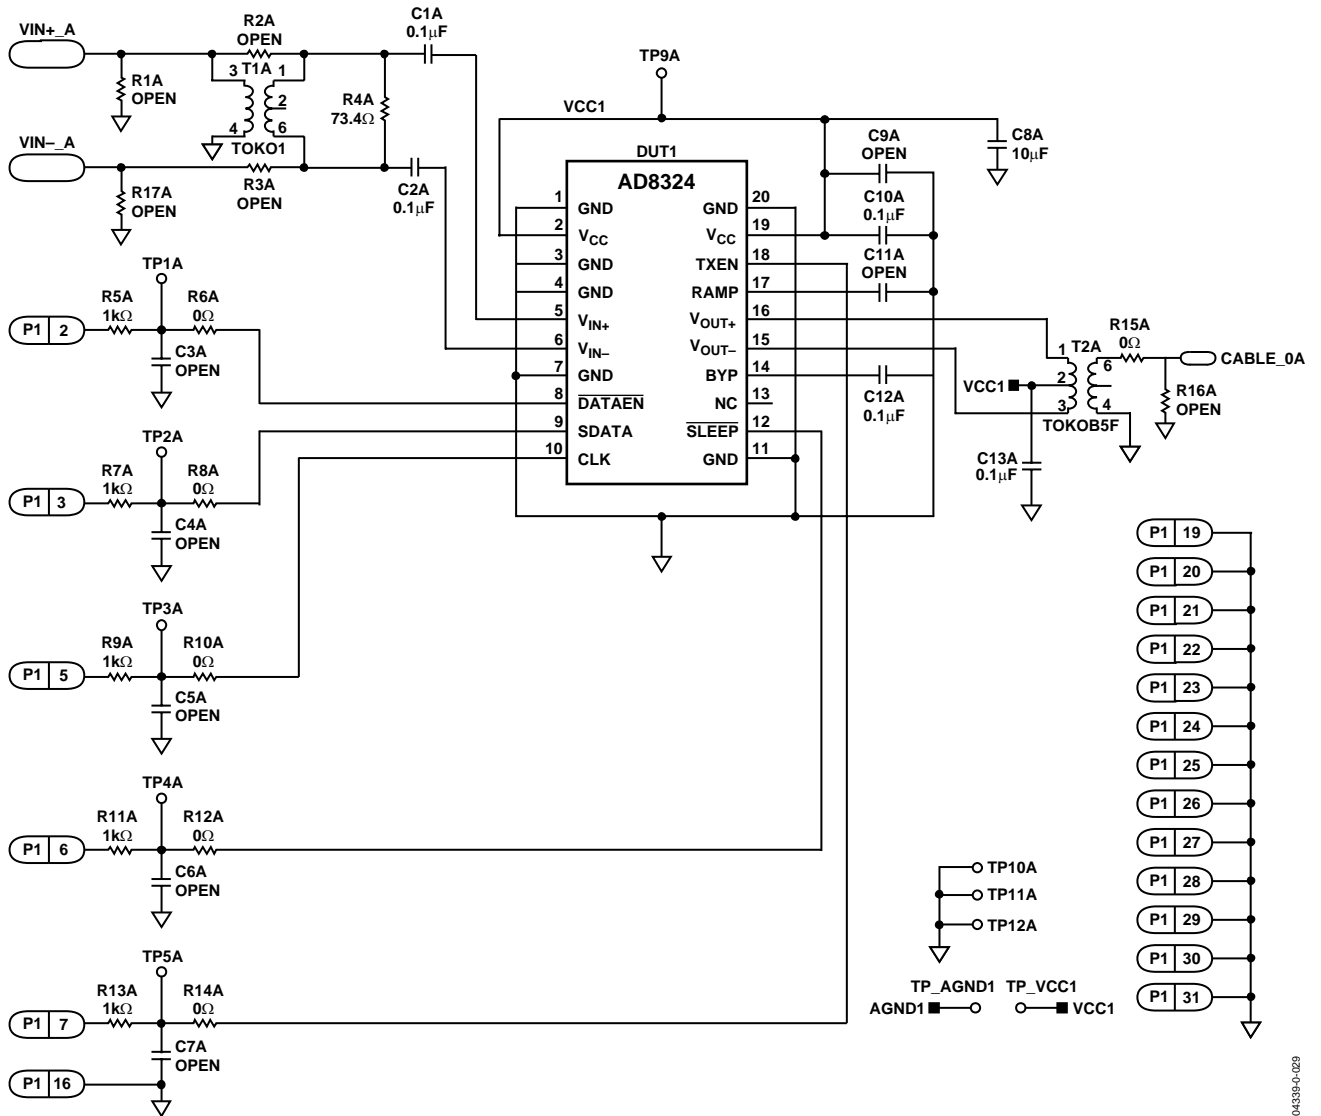 VIN+_A
R1A
OPEN
R2A
OPEN
T1A
3
1
2
4
6
TOKO1
C1A
0.1μF
R4A
73.4Ω
VIN–_A
R17A
OPEN
R3A
OPEN
C2A
0.1μF
TP9A
VCC1
C8A
10μF
C9A
OPEN
C10A
0.1μF
C11A
OPEN
C12A
0.1μF
DUT1
AD8324
1 GND
2 VCC
3 GND
4 GND
5 VIN+
6 VIN–
7 GND
8 DATAEN
9 SDATA
10 CLK
GND 20
VCC 19
TXEN 18
RAMP 17
VOUT+ 16
VOUT– 15
BYP 14
NC 13
SLEEP 12
GND 11
VCC1
1
2
3
T2A
6
4
TOKOB5F
R15A
0Ω
CABLE_0A
R16A
OPEN
C13A
0.1μF
TP1A
R5A
1kΩ
R6A
0Ω
P1 2
C3A
OPEN
TP2A
R7A
1kΩ
R8A
0Ω
P1 3
C4A
OPEN
TP3A
R9A
1kΩ
R10A
0Ω
P1 5
C5A
OPEN
TP4A
R11A
1kΩ
R12A
0Ω
P1 6
C6A
OPEN
TP5A
R13A
1kΩ
R14A
0Ω
P1 7
C7A
OPEN
P1 16
TP10A
TP11A
TP12A
TP_AGND1
AGND1
TP_VCC1
VCC1
P1 19
P1 20
P1 21
P1 22
P1 23
P1 24
P1 25
P1 26
P1 27
P1 28
P1 29
P1 30
P1 31
04339-0-029